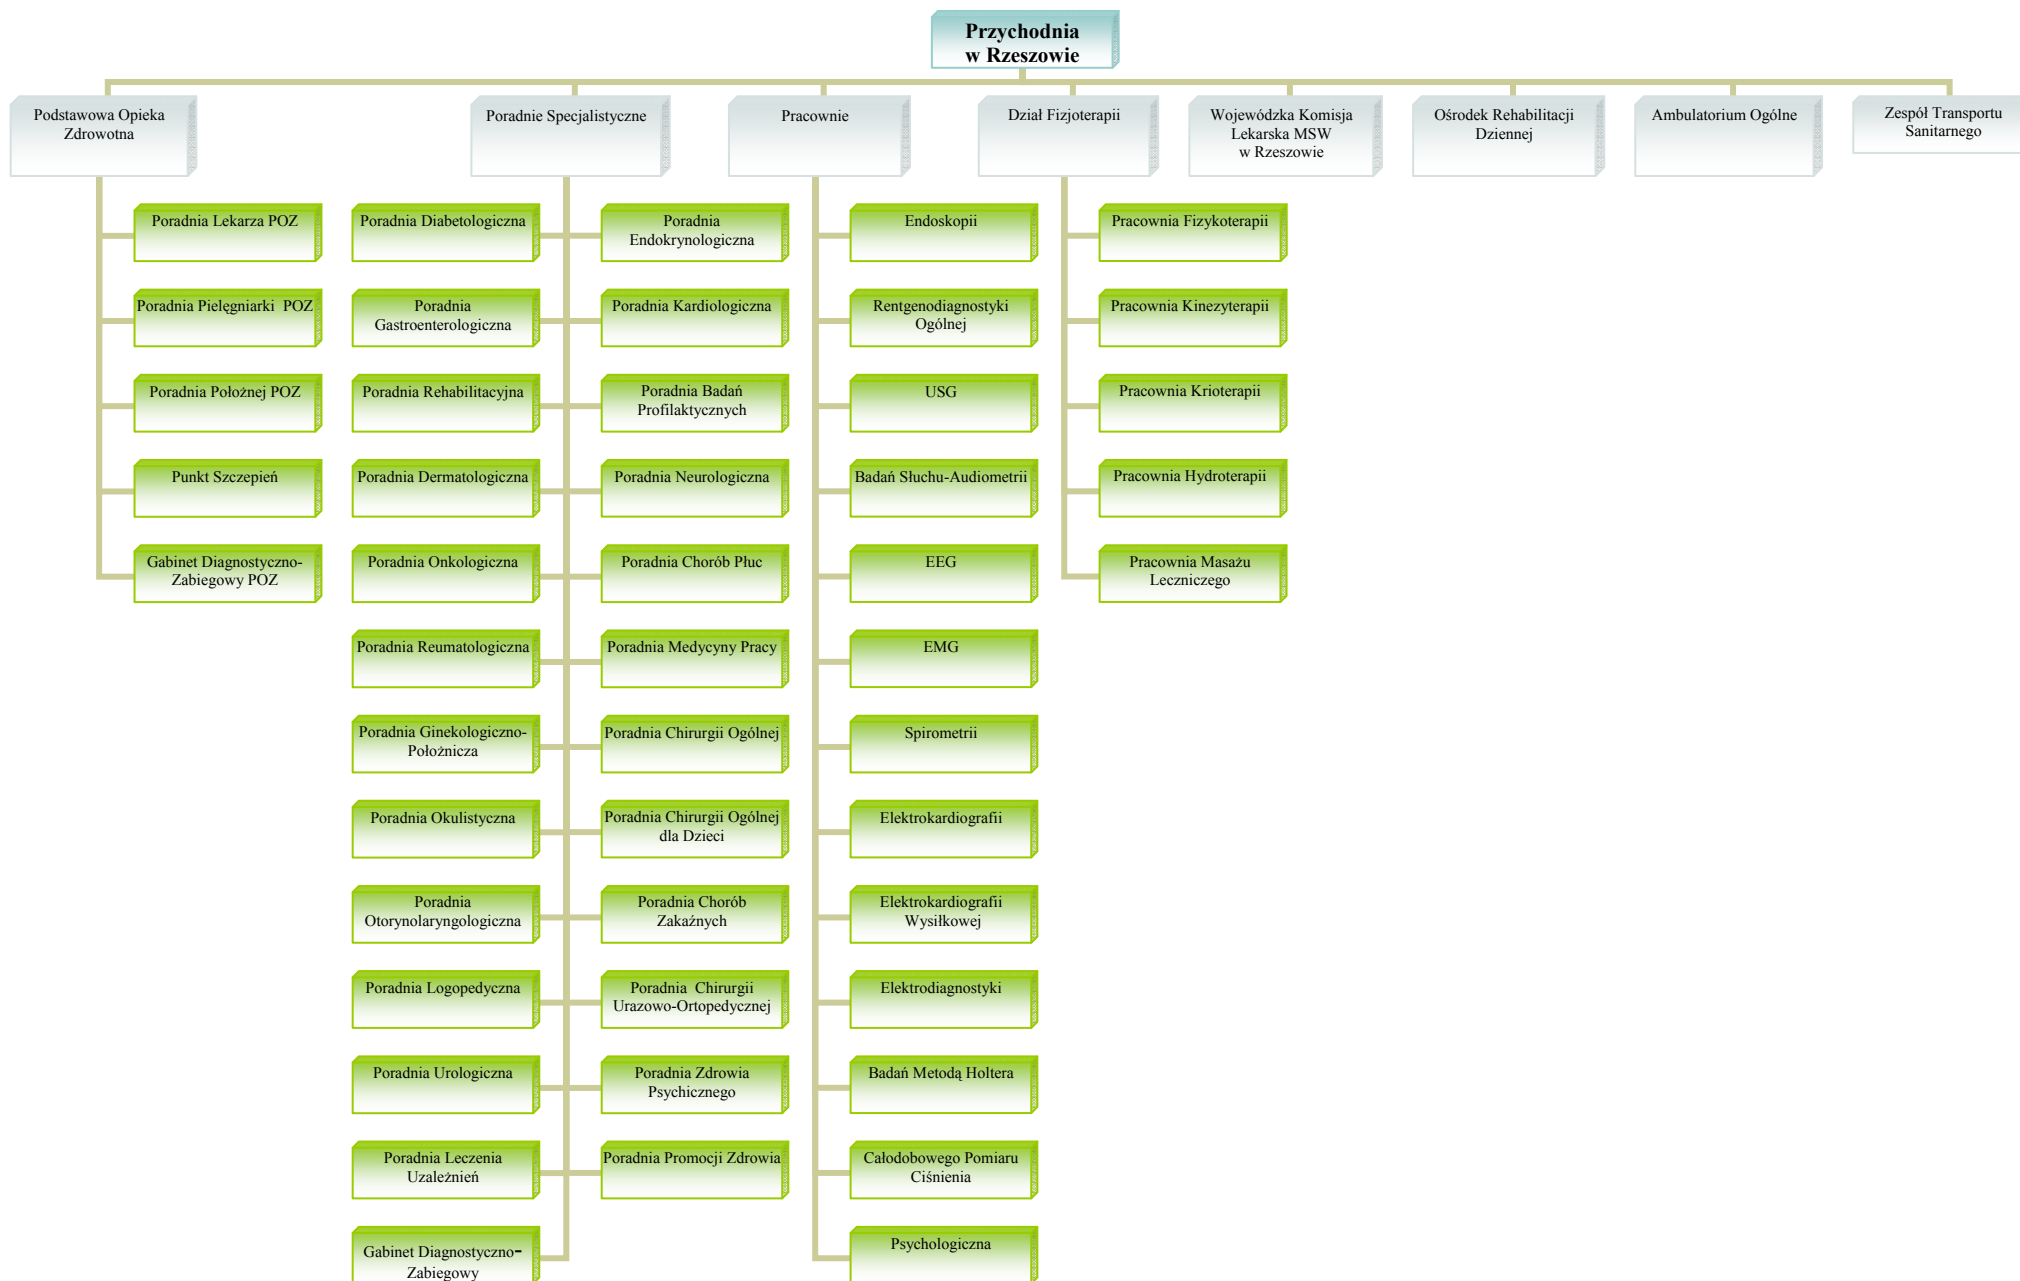 Przychodnia
w Rzeszowie
Podstawowa Opieka
Zdrowotna
Poradnie Specjalistyczne
Pracownie
Dział Fizjoterapii
Wojewódzka Komisja
Lekarska MSW
w Rzeszowie
Ośrodek Rehabilitacji
Dziennej
Ambulatorium Ogólne
Zespół Transportu
Sanitarnego
Poradnia Lekarza POZ
Poradnia Pielęgniarki  POZ
Poradnia Położnej POZ
Punkt Szczepień
Gabinet Diagnostyczno-
Zabiegowy POZ
Poradnia Diabetologiczna
Poradnia
Gastroenterologiczna
Poradnia Rehabilitacyjna
Poradnia Dermatologiczna
Poradnia Onkologiczna
Poradnia Reumatologiczna
Poradnia Ginekologiczno-
Położnicza
Poradnia Okulistyczna
Poradnia
Otorynolaryngologiczna
Poradnia Logopedyczna
Poradnia Urologiczna
Poradnia Leczenia
Uzależnień
Gabinet Diagnostyczno-
Zabiegowy
Poradnia
Endokrynologiczna
Poradnia Kardiologiczna
Poradnia Badań
Profilaktycznych
Poradnia Neurologiczna
Poradnia Chorób Płuc
Poradnia Medycyny Pracy
Poradnia Chirurgii Ogólnej
Poradnia Chirurgii Ogólnej
dla Dzieci
Poradnia Chorób
Zakaźnych
Poradnia  Chirurgii
Urazowo-Ortopedycznej
Poradnia Zdrowia
Psychicznego
Poradnia Promocji Zdrowia
Endoskopii
Rentgenodiagnostyki
Ogólnej
USG
Badań Słuchu-Audiometrii
EEG
EMG
Spirometrii
Elektrokardiografii
Elektrokardiografii
Wysiłkowej
Elektrodiagnostyki
Badań Metodą Holtera
Całodobowego Pomiaru
Ciśnienia
Psychologiczna
Pracownia Fizykoterapii
Pracownia Kinezyterapii
Pracownia Krioterapii
Pracownia Hydroterapii
Pracownia Masażu
Leczniczego